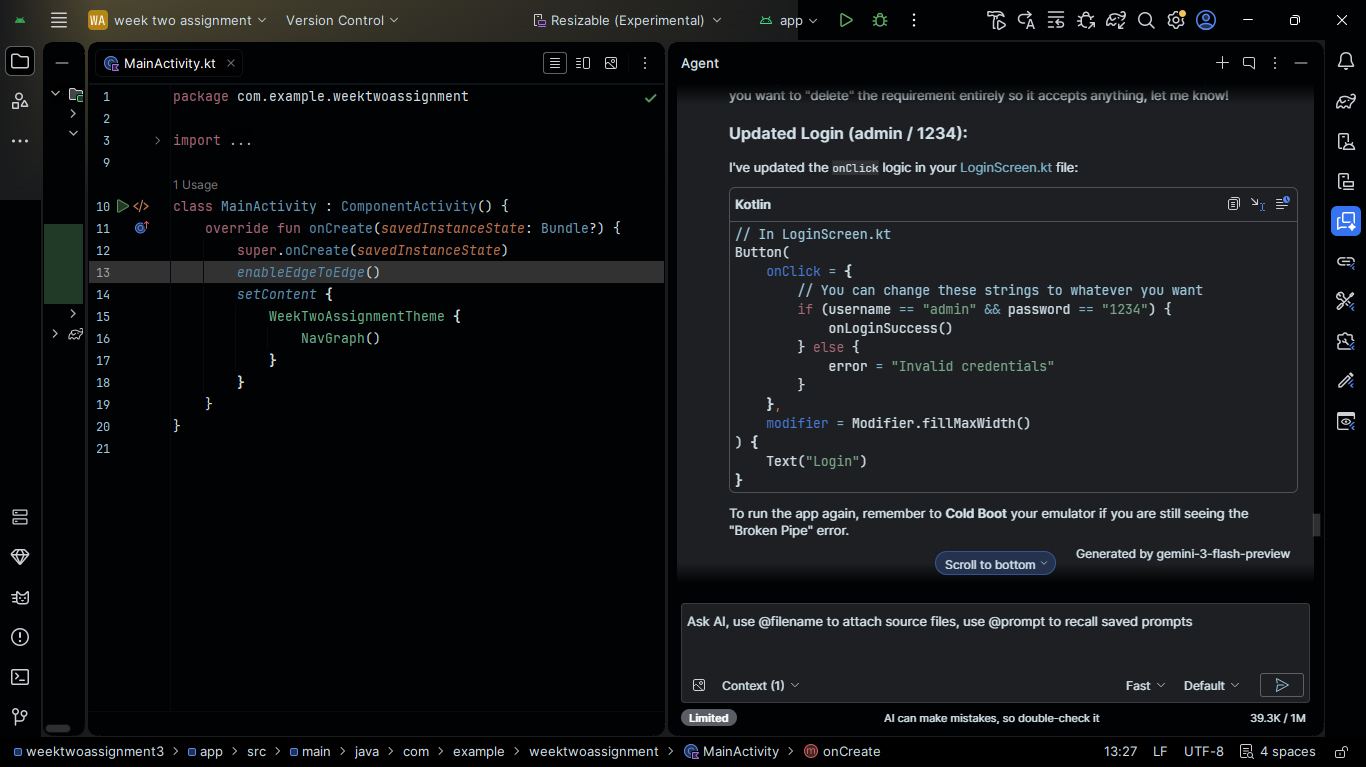 WA week two assignment Version Control Resizable (Experimental) app
MainActivity.kt
1 package com.example.weektwoassignment
2
3 import ...
9
1 Usage
10 class MainActivity : ComponentActivity() {
11 override fun onCreate(savedInstanceState: Bundle?) {
12 super.onCreate(savedInstanceState)
13 enableEdgeToEdge()
14 setContent {
15 WeekTwoAssignmentTheme {
16 NavGraph()
17 }
18 }
19 }
20 }
21
Agent
you want to "delete" the requirement entirely so it accepts anything, let me know!
Updated Login (admin / 1234):
I've updated the onClick logic in your LoginScreen.kt file:
Kotlin
// In LoginScreen.kt
Button(
onClick = {
// You can change these strings to whatever you want
if (username == "admin" && password == "1234") {
onLoginSuccess()
} else {
error = "Invalid credentials"
}
},
modifier = Modifier.fillMaxWidth()
) {
Text("Login")
}
To run the app again, remember to Cold Boot your emulator if you are still seeing the
"Broken Pipe" error.
Generated by gemini-3-flash-preview
Scroll to bottom
Ask AI, use @filename to attach source files, use @prompt to recall saved prompts
Context (1) Fast Default
Limited AI can make mistakes, so double-check it 39.3K / 1M
weektwoassignment3 > app > src > main > java > com > example > weektwoassignment > MainActivity > m onCreate 13:27 LF UTF-8 4 spaces